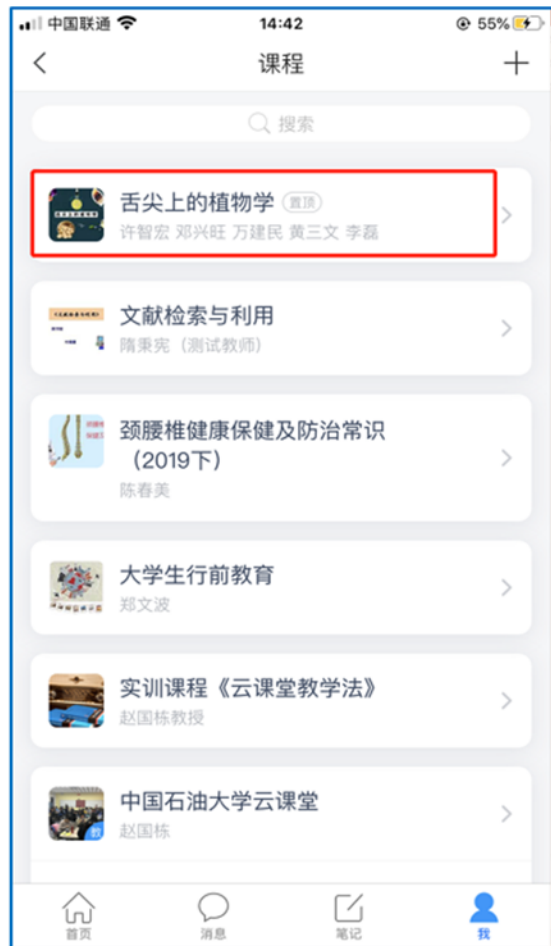 中国联通
14:42
55%
课程
搜索
舌尖上的植物学 置顶
许智宏 邓兴旺 万建民 黄三文 李磊
文献检索与利用
隋秉宪（测试教师）
颈腰椎健康保健及防治常识
（2019下）
陈春美
大学生行前教育
郑文波
实训课程《云课堂教学法》
赵国栋教授
中国石油大学云课堂
教
赵国栋
首页
消息
笔记
我